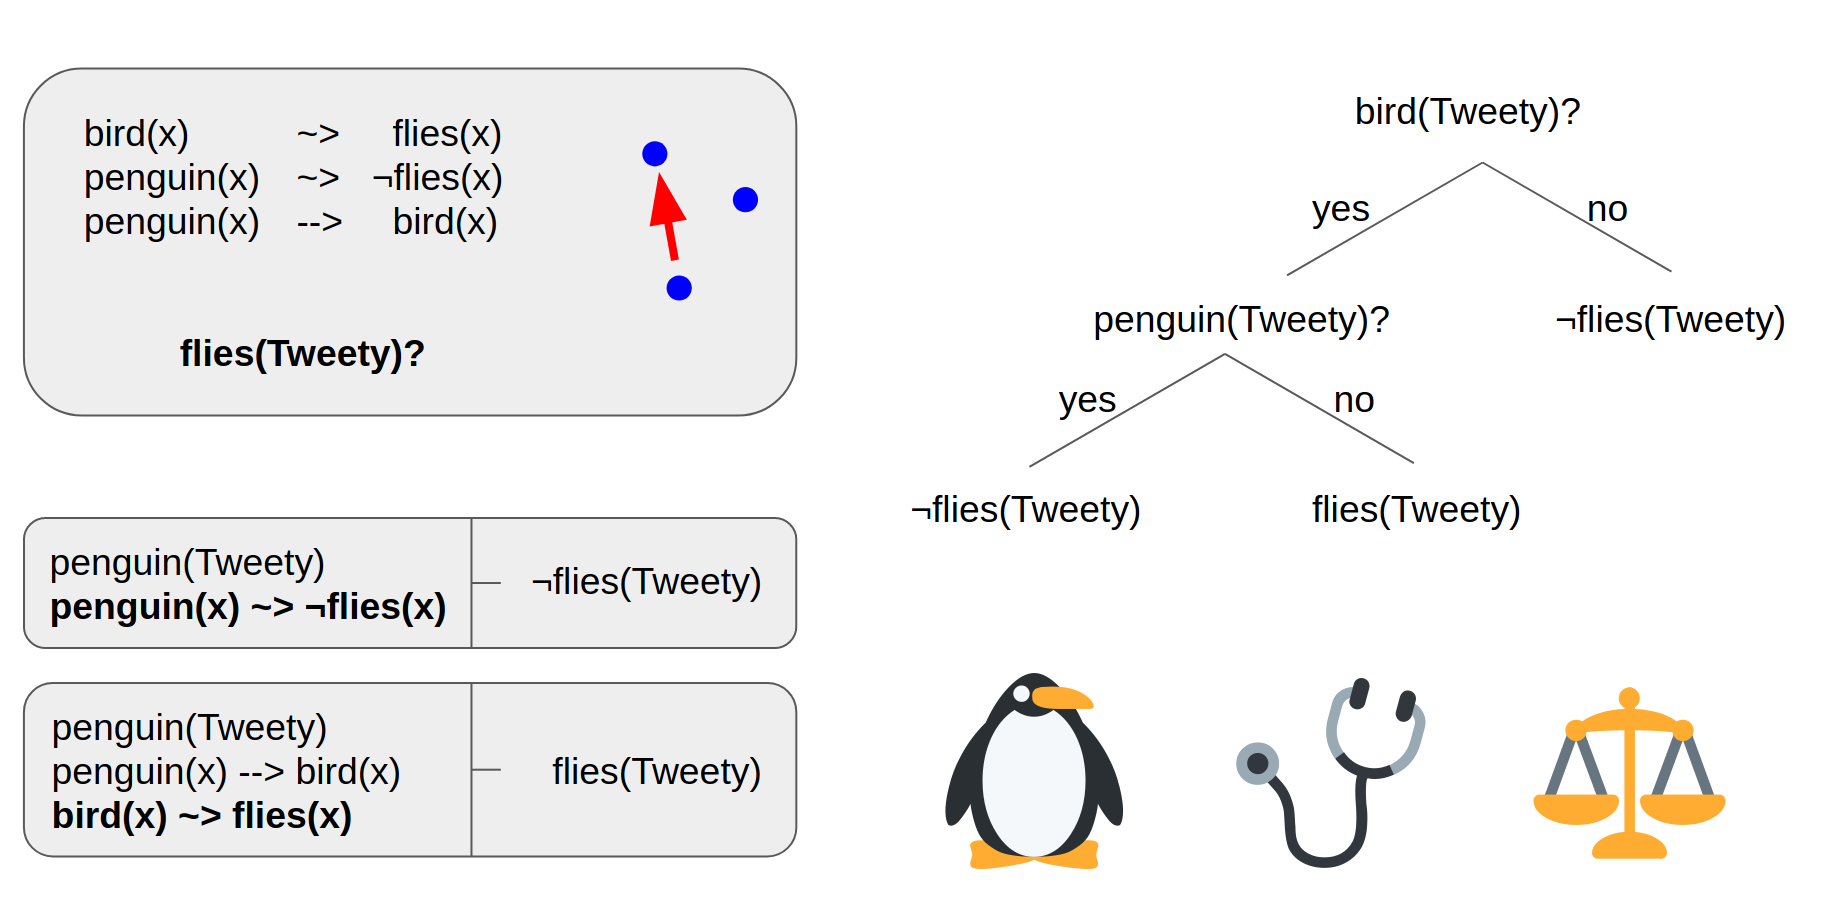 bird(x) ~> flies(x)
penguin(x) ~> ¬flies(x)
penguin(x) --> bird(x)
flies(Tweety)?
penguin(Tweety)
penguin(x) ~> ¬flies(x)
¬flies(Tweety)
penguin(Tweety)
penguin(x) --> bird(x)
bird(x) ~> flies(x)
flies(Tweety)
bird(Tweety)?
yes
no
penguin(Tweety)?
¬flies(Tweety)
yes
no
¬flies(Tweety)
flies(Tweety)